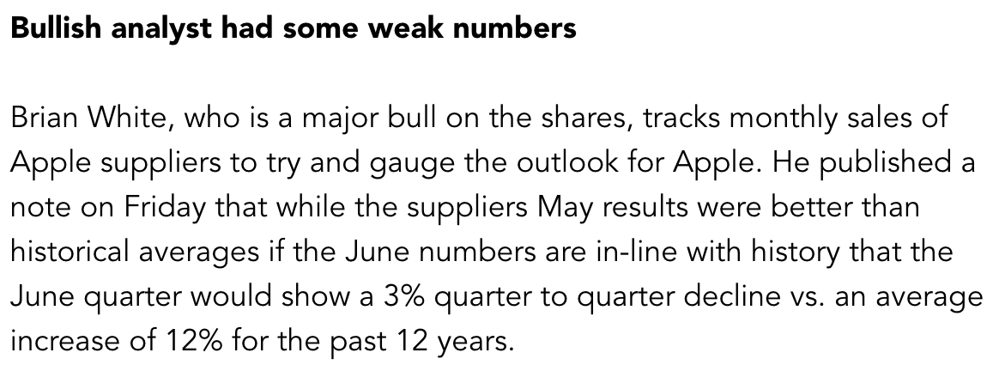 Bullish analyst had some weak numbers
Brian White, who is a major bull on the shares, tracks monthly sales of
Apple suppliers to try and gauge the outlook for Apple. He published a
note on Friday that while the suppliers May results were better than
historical averages if the June numbers are in-line with history that the
June quarter would show a 3% quarter to quarter decline vs. an average
increase of 12% for the past 12 years.